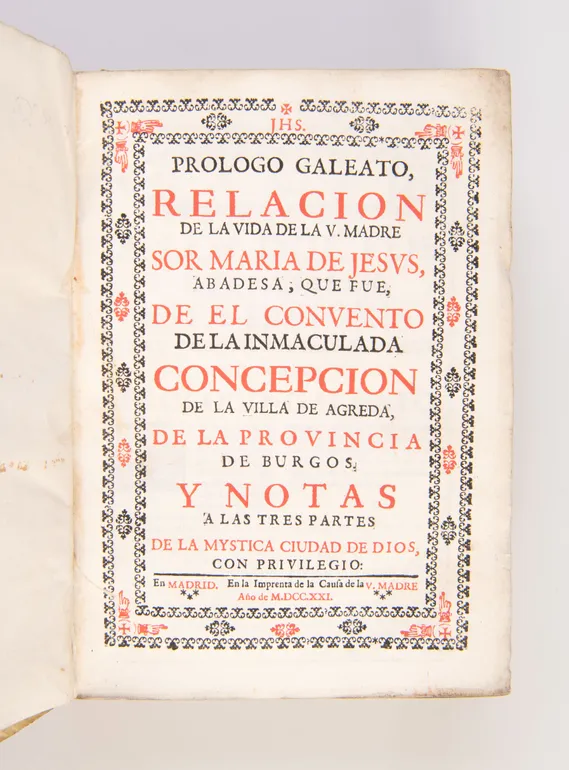 JHS.
PROLOGO GALEATO,
RELACION
DE LA VIDA DE LA V. MADRE
SOR MARIA DE JESVS,
ABADESA, QUE FUE,
DE EL CONVENTO
DE LA INMACULADA
CONCEPCION
DE LA VILLA DE AGREDA,
DE LA PROVINCIA
DE BURGOS;
Y NOTAS
A LAS TRES PARTES
DE LA MYSTICA CIUDAD DE DIOS,
CON PRIVILEGIO:
En MADRID. En la Imprenta de la Causa de la V. MADRE
Año de M.DCC.XXI.